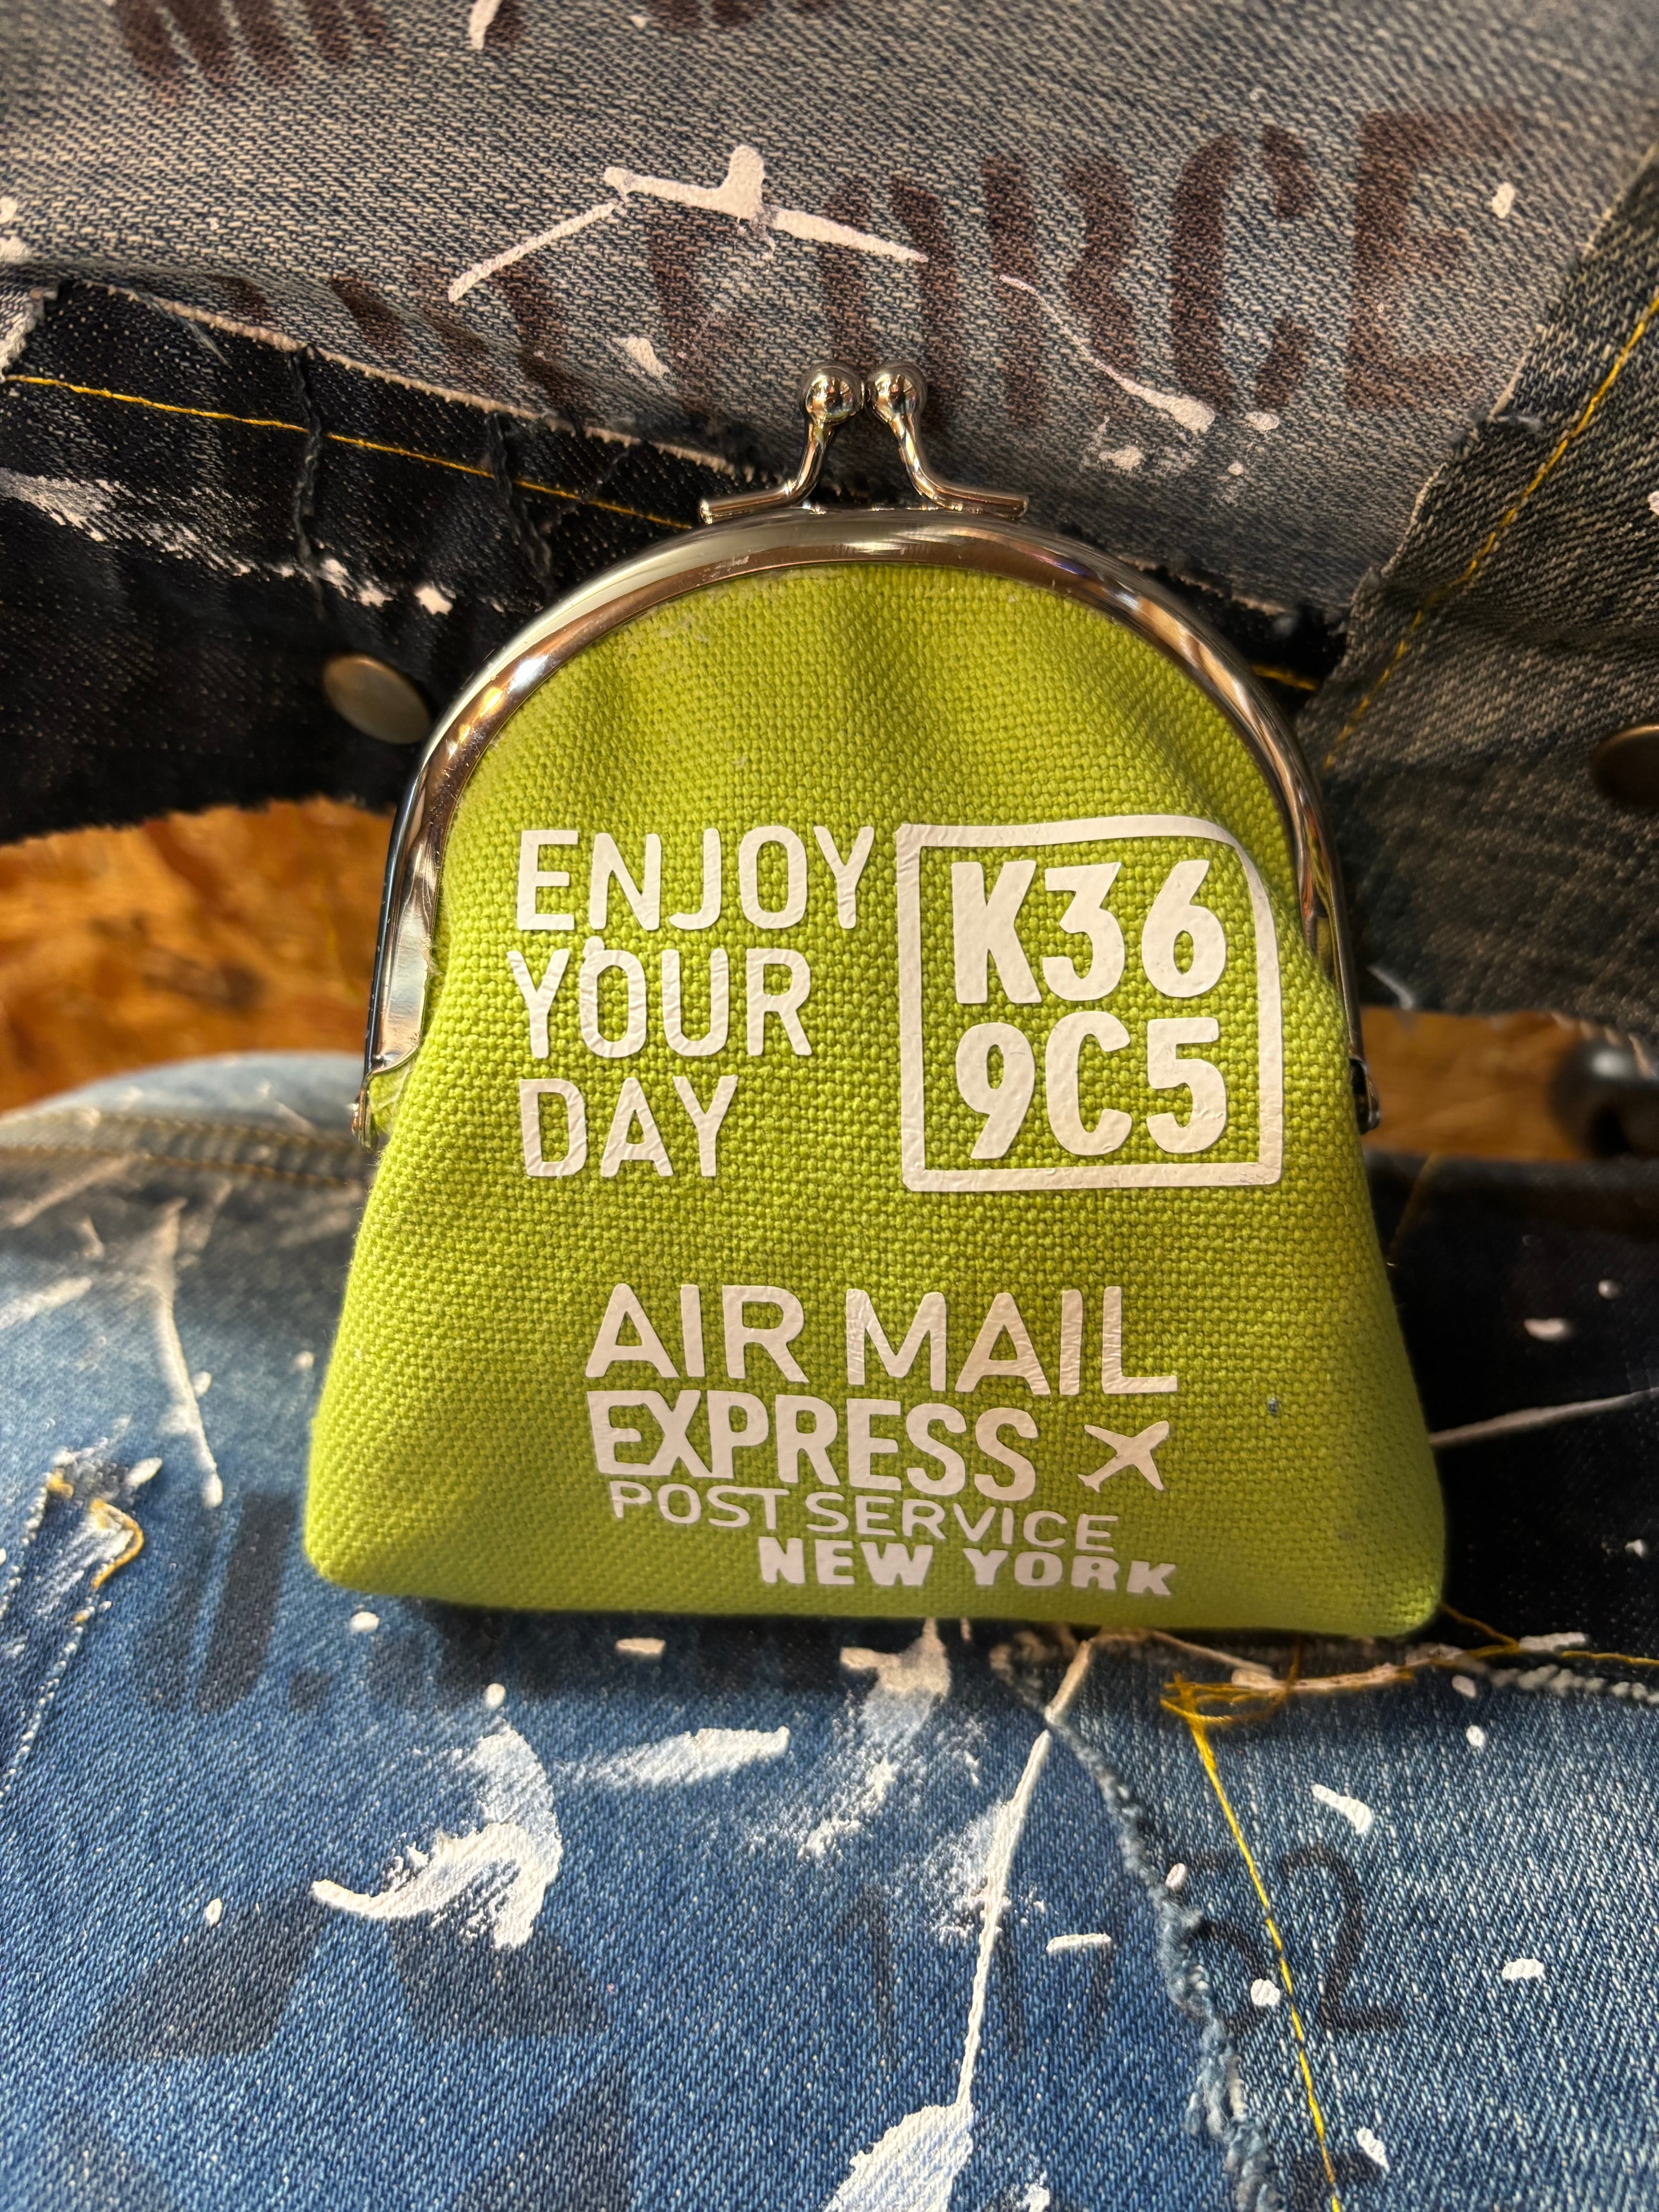 ENJOY
YOUR
DAY
K36
9C5
AIR MAIL
EXPRESS
POST SERVICE
NEW YORK